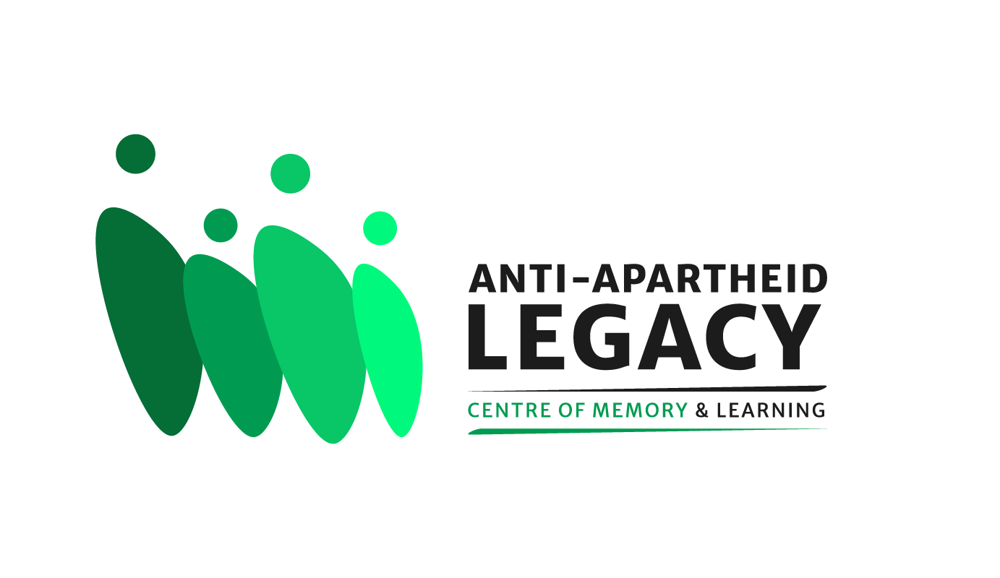 ANTI-APARTHEID
LEGACY
CENTRE OF MEMORY & LEARNING